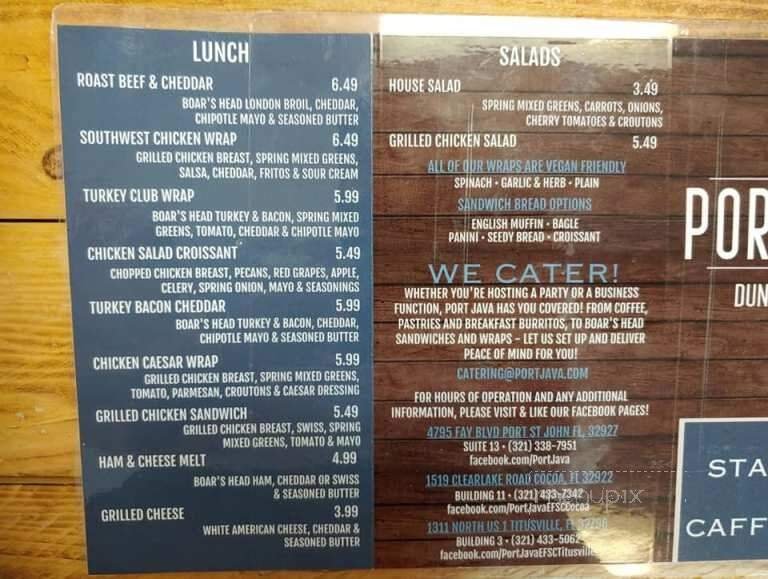 LUNCH
ROAST BEEF & CHEDDAR 6.49
BOAR'S HEAD LONDON BROIL, CHEDDAR,
CHIPOTLE MAYO & SEASONED BUTTER
SOUTHWEST CHICKEN WRAP 6.49
GRILLED CHICKEN BREAST, SPRING MIXED GREENS,
SALSA, CHEDDAR, FRITOS & SOUR CREAM
TURKEY CLUB WRAP 5.99
BOAR'S HEAD TURKEY & BACON, SPRING MIXED
GREENS, TOMATO, CHEDDAR & CHIPOTLE MAYO
CHICKEN SALAD CROISSANT 5.49
CHOPPED CHICKEN BREAST, PECANS, RED GRAPES, APPLE,
CELERY, SPRING ONION, MAYO & SEASONINGS
TURKEY BACON CHEDDAR 5.99
BOAR'S HEAD TURKEY & BACON, CHEDDAR,
CHIPOTLE MAYO & SEASONED BUTTER
CHICKEN CAESAR WRAP 5.99
GRILLED CHICKEN BREAST, SPRING MIXED GREENS,
TOMATO, PARMESAN, CROUTONS & CAESAR DRESSING
GRILLED CHICKEN SANDWICH 5.49
GRILLED CHICKEN BREAST, SWISS, SPRING
MIXED GREENS, TOMATO & MAYO
HAM & CHEESE MELT 4.99
BOAR'S HEAD HAM, CHEDDAR OR SWISS
& SEASONED BUTTER
GRILLED CHEESE 3.99
WHITE AMERICAN CHEESE, CHEDDAR &
SEASONED BUTTER
SALADS
HOUSE SALAD 3.49
SPRING MIXED GREENS, CARROTS, ONIONS,
CHERRY TOMATOES & CROUTONS
GRILLED CHICKEN SALAD 5.49
ALL OF OUR WRAPS ARE VEGAN FRIENDLY
SPINACH • GARLIC & HERB • PLAIN
SANDWICH BREAD OPTIONS
ENGLISH MUFFIN • BAGLE
PANINI • SEEDY BREAD • CROISSANT
WE CATER!
WHETHER YOU'RE HOSTING A PARTY OR A BUSINESS
FUNCTION, PORT JAVA HAS YOU COVERED! FROM COFFEE,
PASTRIES AND BREAKFAST BURRITOS, TO BOAR'S HEAD
SANDWICHES AND WRAPS - LET US SET UP AND DELIVER
PEACE OF MIND FOR YOU!
CATERING@PORTJAVA.COM
FOR HOURS OF OPERATION AND ANY ADDITIONAL
INFORMATION, PLEASE VISIT & LIKE OUR FACEBOOK PAGES!
4795 FAY BLVD PORT ST JOHN FL, 32927
SUITE 13 • (321) 338-7951
facebook.com/PortJava
1519 CLEARLAKE ROAD COCOA, FL 32922
BUILDING 11 • (321) 433-7342
facebook.com/PortJavaEFSCCocoa
1311 NORTH US 1 TITUSVILLE, FL 32796
BUILDING 3 • (321) 433-5062
facebook.com/PortJavaEFSCTitusville
POR
DUN
STA
CAFF
menupix